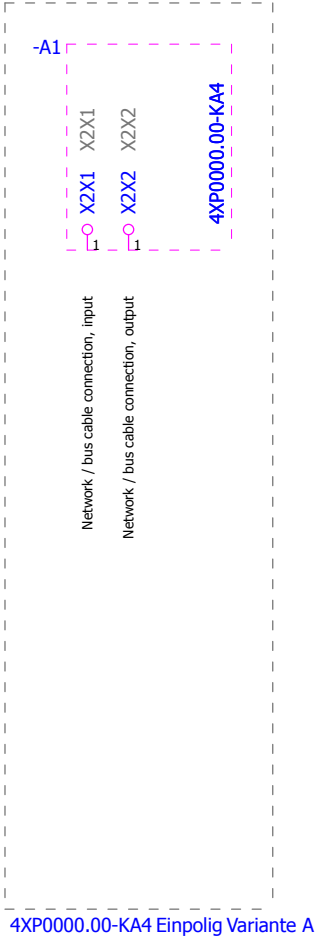 -A1
X2X1
X2X2
X2X1
X2X2
4XP0000.00-KA4
1
1
Network / bus cable connection, input
Network / bus cable connection, output
4XP0000.00-KA4 Einpolig Variante A